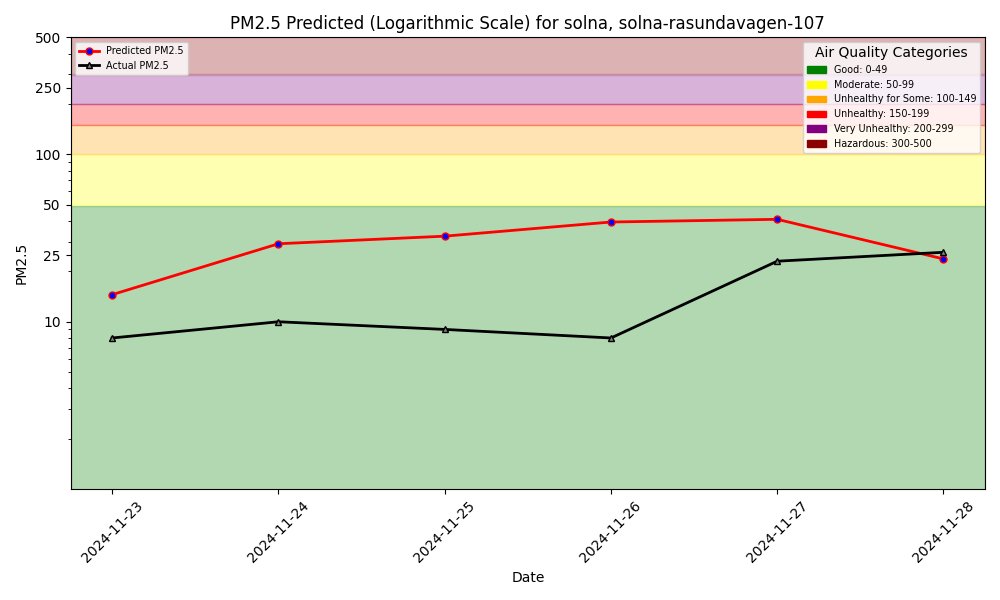 PM2.5 Predicted (Logarithmic Scale) for solna, solna-rasundavagen-107
Predicted PM2.5
Actual PM2.5
Air Quality Categories
Good: 0-49
Moderate: 50-99
Unhealthy for Some: 100-149
Unhealthy: 150-199
Very Unhealthy: 200-299
Hazardous: 300-500
500
250
100
50
25
10
PM2.5
2024-11-23
2024-11-24
2024-11-25
2024-11-26
2024-11-27
2024-11-28
Date